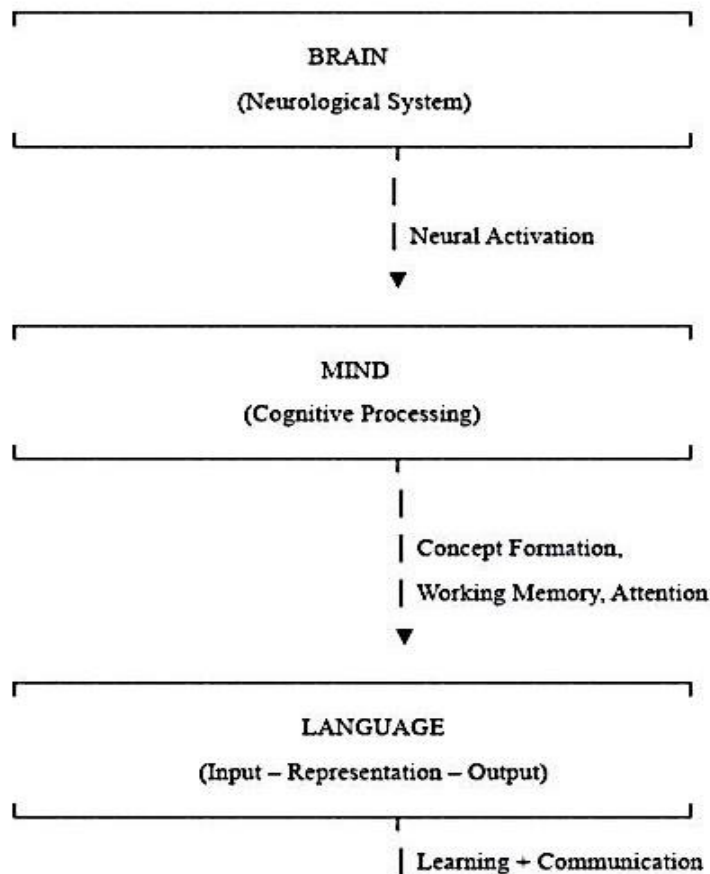 BRAIN
(Neurological System)
Neural Activation
MIND
(Cognitive Processing)
Concept Formation,
Working Memory, Attention
LANGUAGE
(Input – Representation – Output)
Learning + Communication